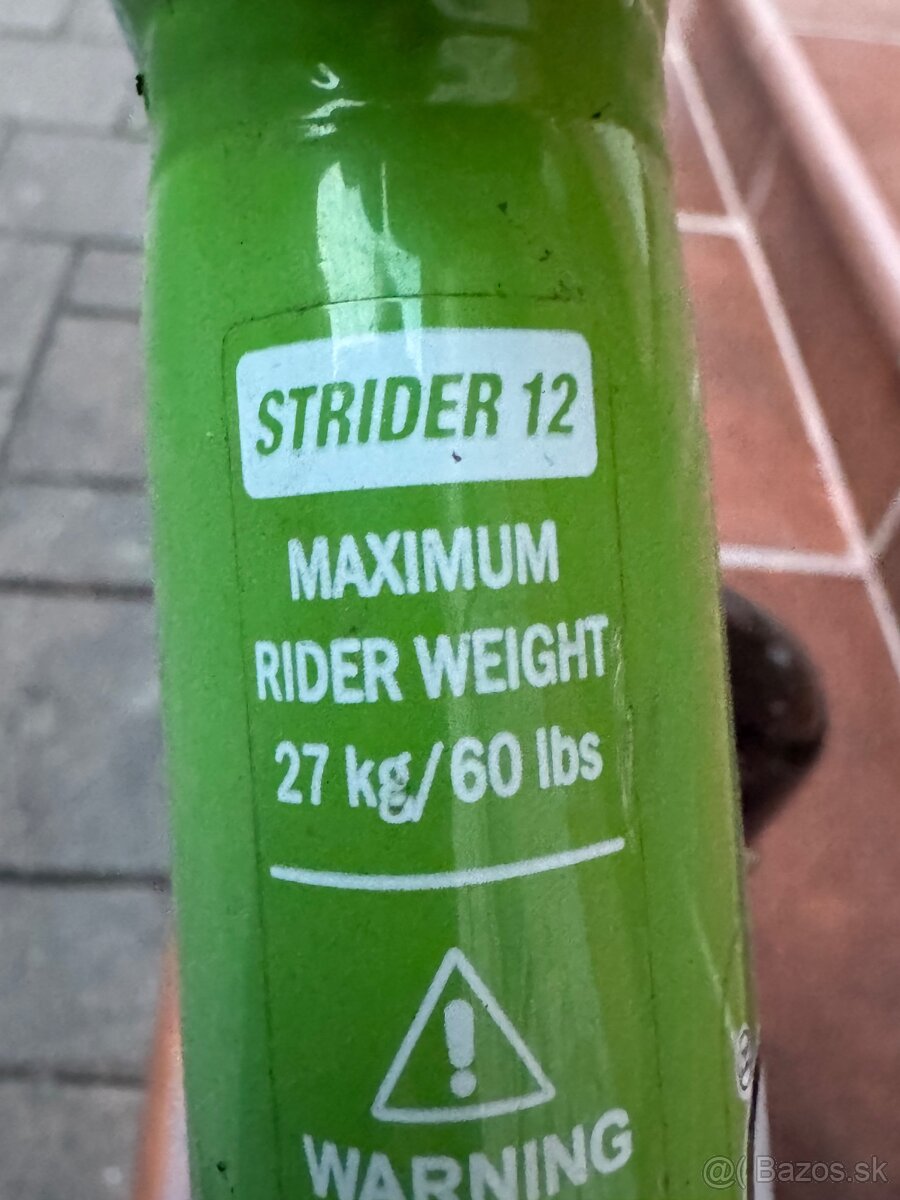 STRIDER 12
MAXIMUM
RIDER WEIGHT
27 kg/60 lbs
WARNING
@(Bazos.sk